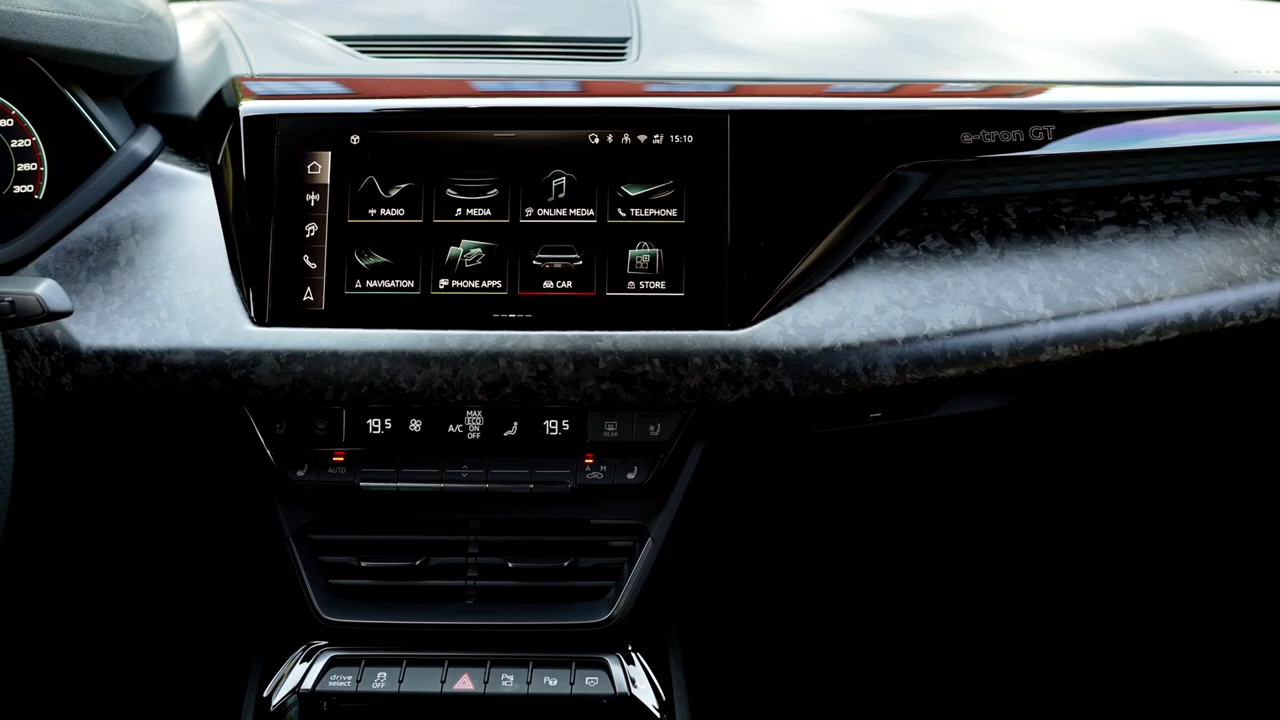 80
220
260
300
15:10
e-tron GT
RADIO
MEDIA
ONLINE MEDIA
TELEPHONE
NAVIGATION
PHONE APPS
CAR
STORE
19.5
A/C
MAX
ECO
ON
OFF
19.5
REAR
AUTO
A M
drive
select
OFF
P
P